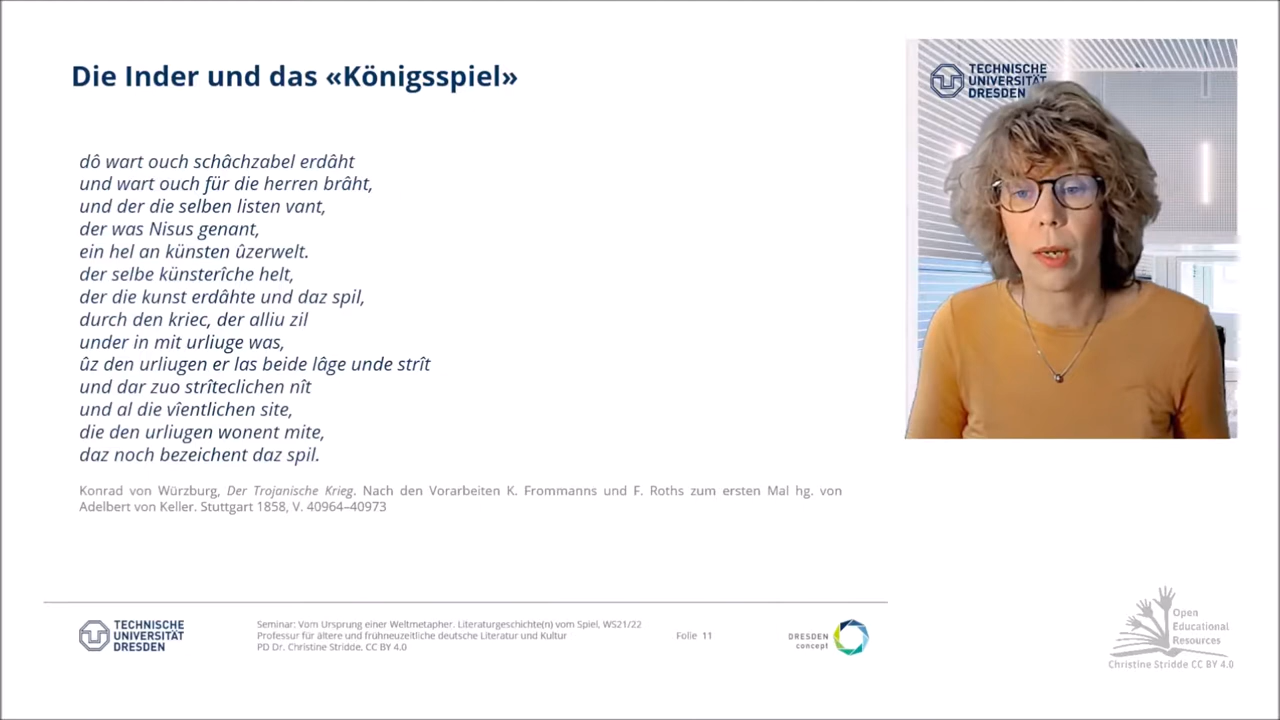 Die Inder und das «Königsspiel»
dô wart ouch schâchzabel erdâht
und wart ouch für die herren brâht,
und der die selben listen vant,
der was Nisus genant,
ein hel an künsten ûzerwelt.
der selbe künsterîche helt,
der die kunst erdâhte und daz spil,
durch den kriec, der alliu zil
under in mit urliuge was,
ûz den urliugen er las beide lâge unde strît
und dar zuo strîteclichen nît
und al die vîentlichen site,
die den urliugen wonent mite,
daz noch bezeichent daz spil.
Konrad von Würzburg, Der Trojanische Krieg. Nach den Vorarbeiten K. Frommanns und F. Roths zum ersten Mal hg. von
Adelbert von Keller. Stuttgart 1858, V. 40964–40973
TECHNISCHE
UNIVERSITÄT
DRESDEN
Seminar: Vom Ursprung einer Weltmetapher. Literaturgeschichte(n) vom Spiel, WS21/22
Professur für ältere und frühneuzeitliche deutsche Literatur und Kultur
PD Dr. Christine Stridde, CC BY 4.0
Folie 11
DRESDEN
concept
TECHNISCHE
UNIVERSITÄT
DRESDEN
Open
Educational
Resources
Christine Stridde CC BY 4.0